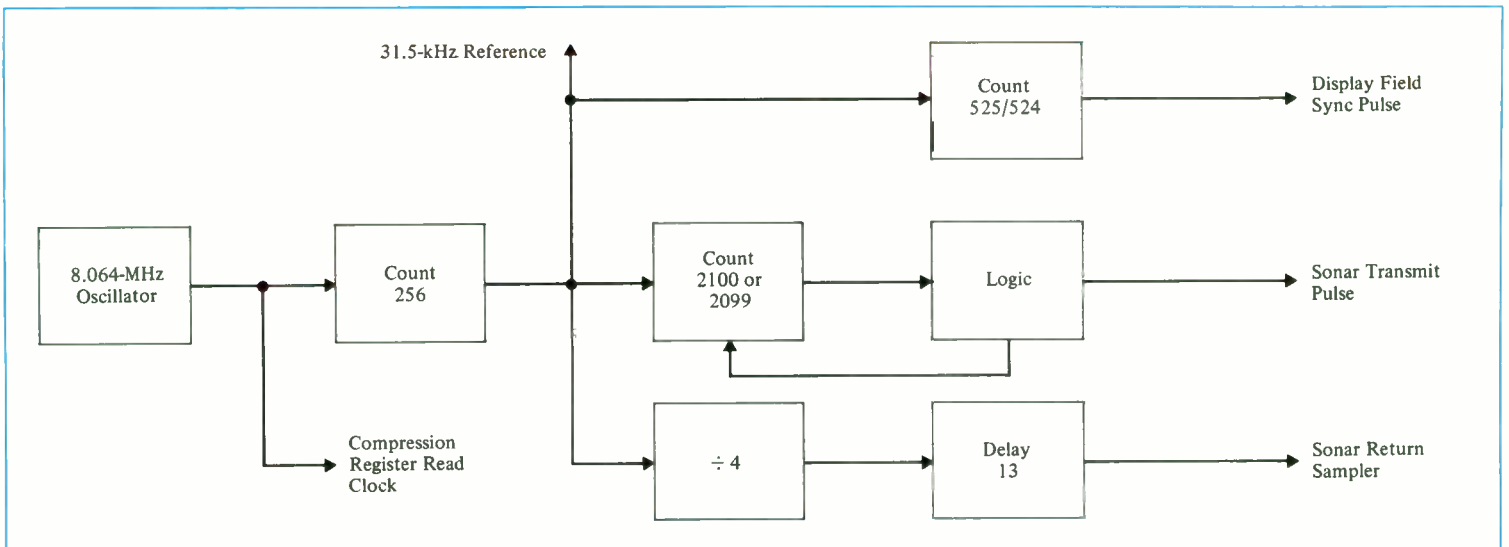 31.5-kHz Reference
Count
525/524
Display Field
Sync Pulse
8.064-MHz
Oscillator
Count
256
Count
2100 or
2099
Logic
Sonar Transmit
Pulse
Compression
Register Read
Clock
÷ 4
Delay
13
Sonar Return
Sampler